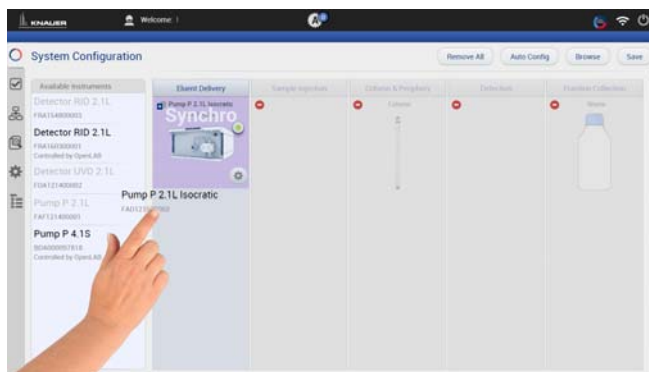 KNAUER
Welcome !
System Configuration
Remove All
Auto Config
Browse
Save
Available Instruments
Eluent Delivery
Sample Injection
Column & Periphery
Detection
Fraction Collection
Detector RID 2.1L
Pump P 2.1L Isocratic
Synchro
Column
Waste
Detector RID 2.1L
Controlled by OpenLAB
Detector UVD 2.1L
Pump P 2.1L
Pump P 2.1L Isocratic
Pump P 4.1S
Controlled by OpenLAB